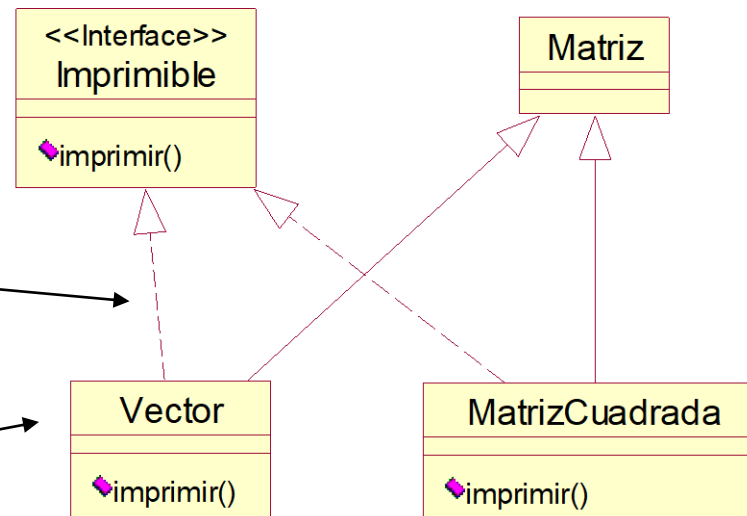 <<Interface>>
Imprimible
imprimir()
Matriz
Vector
imprimir()
MatrizCuadrada
imprimir()